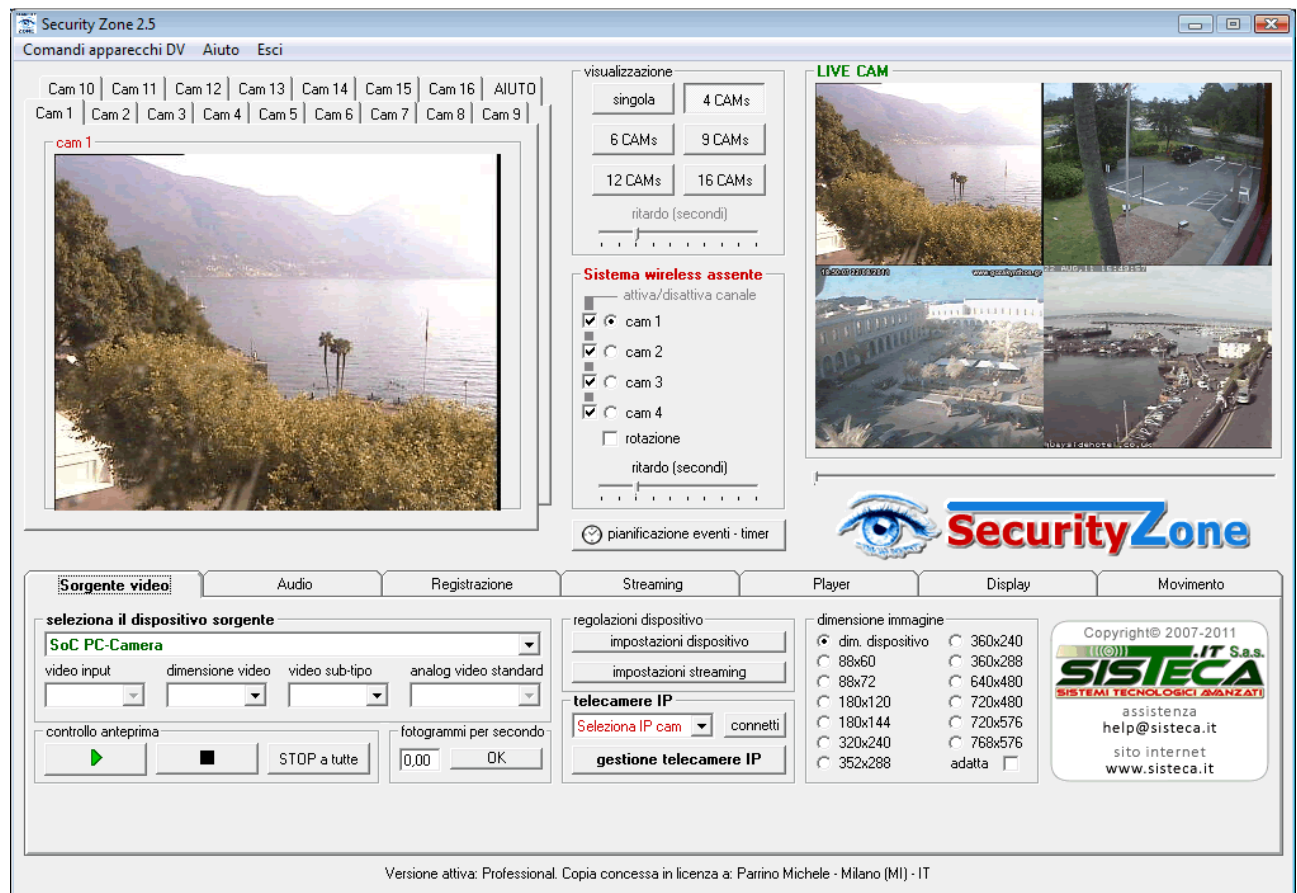 Security Zone 2.5
Comandi apparecchi DV Aiuto Esci
Cam 10 Cam 11 Cam 12 Cam 13 Cam 14 Cam 15 Cam 16 AIUTO
Cam 1 Cam 2 Cam 3 Cam 4 Cam 5 Cam 6 Cam 7 Cam 8 Cam 9
cam 1
visualizzazione
singola 4 CAMs
6 CAMs 9 CAMs
12 CAMs 16 CAMs
ritardo (secondi)
Sistema wireless assente
attiva/disattiva canale
cam 1
cam 2
cam 3
cam 4
rotazione
ritardo (secondi)
pianificazione eventi - timer
LIVE CAM
22 AUG,11 16:49:57
SecurityZone
Sorgente video Audio Registrazione Streaming Player Display Movimento
seleziona il dispositivo sorgente
SoC PC-Camera
video input dimensione video video sub-tipo analog video standard
controllo anteprima
STOP a tutte
fotogrammi per secondo
0,00 OK
regolazioni dispositivo
impostazioni dispositivo
impostazioni streaming
telecamere IP
Seleziona IP cam connetti
gestione telecamere IP
dimensione immagine
dim. dispositivo 360x240
88x60 360x288
88x72 640x480
180x120 720x480
180x144 720x576
320x240 768x576
352x288 adatta
Copyright© 2007-2011
SISTECA.IT S.a.s.
SISTEMI TECNOLOGICI AVANZATI
assistenza
help@sisteca.it
sito internet
www.sisteca.it
Versione attiva: Professional. Copia concessa in licenza a: Parrino Michele - Milano (MI) - IT